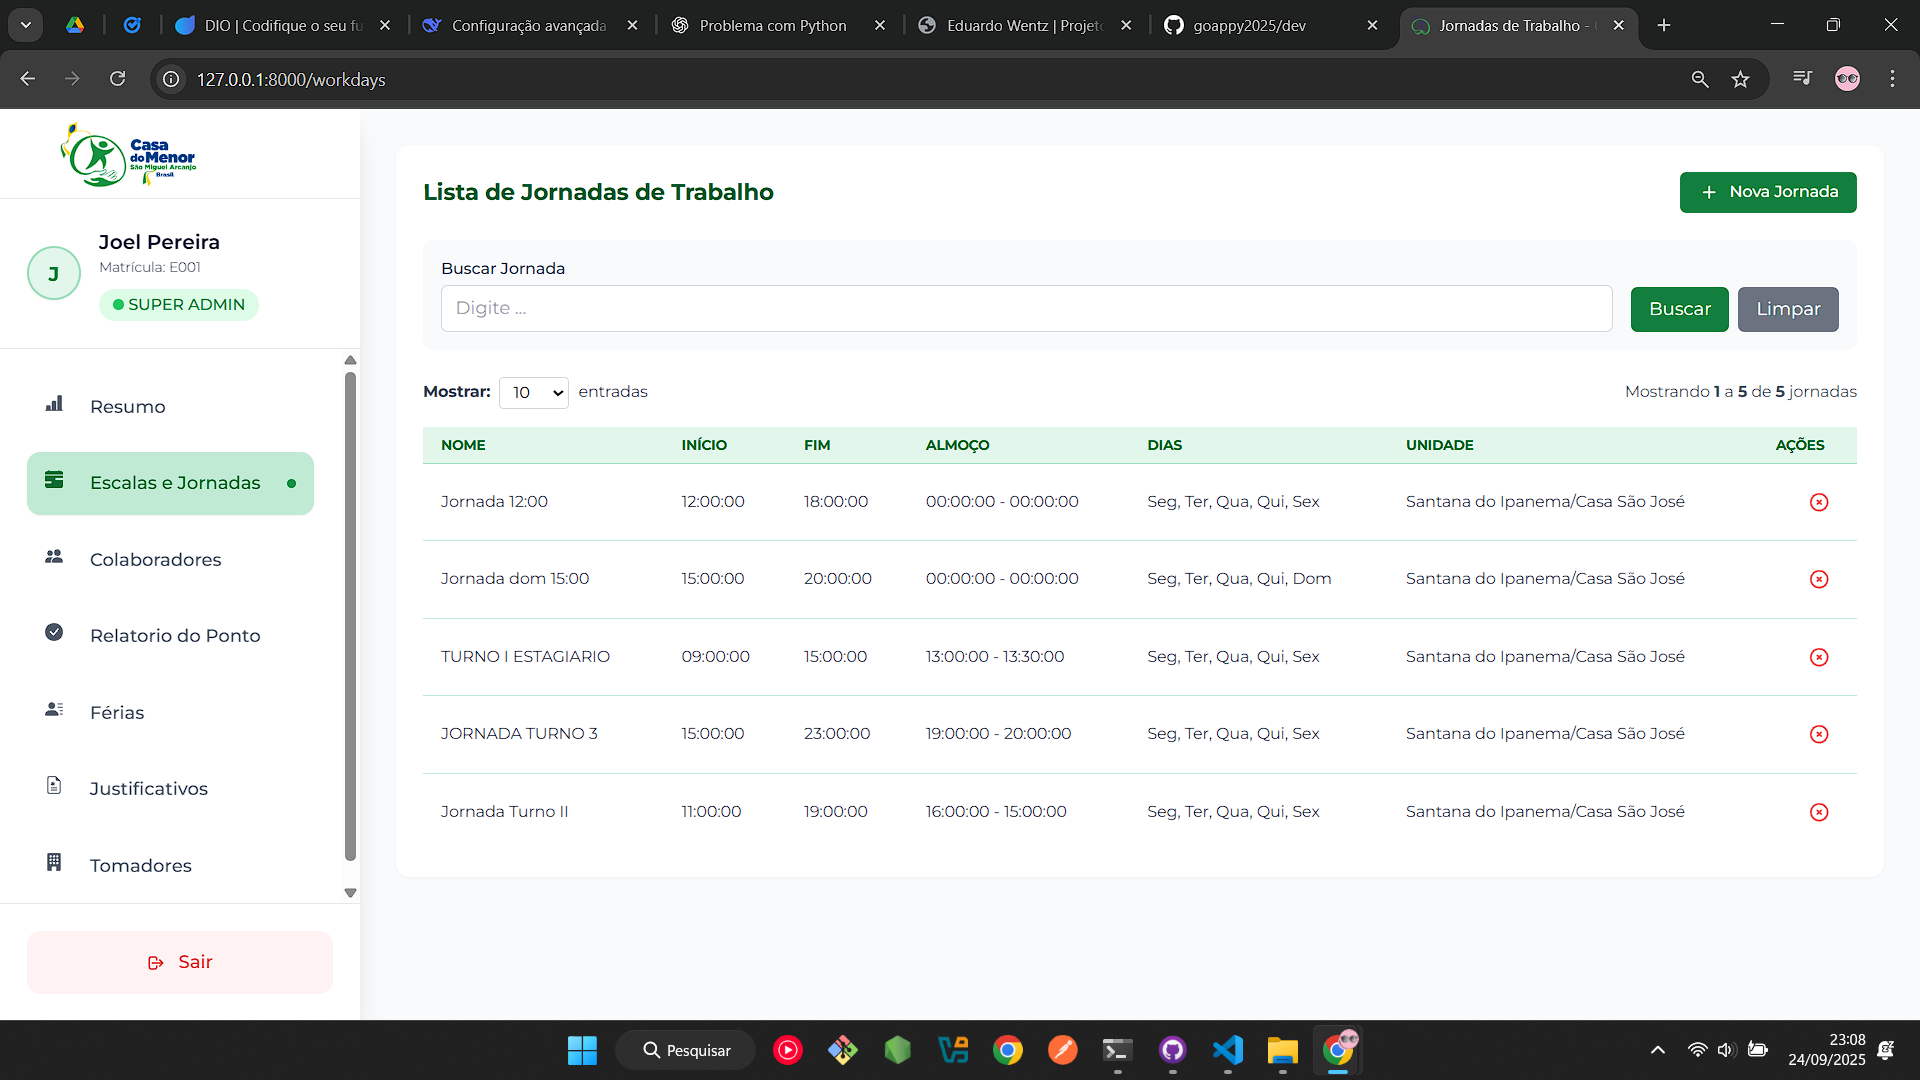 DIO | Codifique o seu fu
Configuração avançada
Problema com Python
Eduardo Wentz | Projeto
goappy2025/dev
Jornadas de Trabalho -
127.0.0.1:8000/workdays
Casa
do Menor
São Miguel Arcanjo
Brasil
J
Joel Pereira
Matrícula: E001
SUPER ADMIN
Resumo
Escalas e Jornadas
Colaboradores
Relatorio do Ponto
Férias
Justificativos
Tomadores
Sair
Lista de Jornadas de Trabalho
+ Nova Jornada
Buscar Jornada
Digite ...
Buscar
Limpar
Mostrar: 10 entradas
Mostrando 1 a 5 de 5 jornadas
NOME INÍCIO FIM ALMOÇO DIAS UNIDADE AÇÕES
Jornada 12:00 12:00:00 18:00:00 00:00:00 - 00:00:00 Seg, Ter, Qua, Qui, Sex Santana do Ipanema/Casa São José
Jornada dom 15:00 15:00:00 20:00:00 00:00:00 - 00:00:00 Seg, Ter, Qua, Qui, Dom Santana do Ipanema/Casa São José
TURNO I ESTAGIARIO 09:00:00 15:00:00 13:00:00 - 13:30:00 Seg, Ter, Qua, Qui, Sex Santana do Ipanema/Casa São José
JORNADA TURNO 3 15:00:00 23:00:00 19:00:00 - 20:00:00 Seg, Ter, Qua, Qui, Sex Santana do Ipanema/Casa São José
Jornada Turno II 11:00:00 19:00:00 16:00:00 - 15:00:00 Seg, Ter, Qua, Qui, Sex Santana do Ipanema/Casa São José
Pesquisar
23:08
24/09/2025